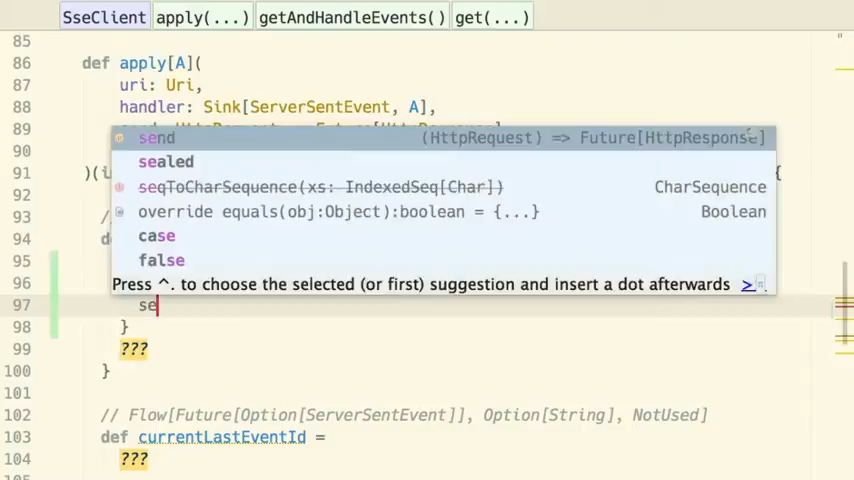 SseClient apply(...) getAndHandleEvents() get(...)
85
86 def apply[A](
87 uri: Uri,
88 handler: Sink[ServerSentEvent, A],
89
90
91 )(i {
92
93 /
94 d
95
96
97 se
98 }
99 ???
100 }
101
102 // Flow[Future[Option[ServerSentEvent]], Option[String], NotUsed]
103 def currentLastEventId =
104 ???
send (HttpRequest) => Future[HttpResponse]
sealed
seqToCharSequence(xs: IndexedSeq[Char]) CharSequence
override equals(obj:Object):boolean = {...} Boolean
case
false
Press ^. to choose the selected (or first) suggestion and insert a dot afterwards >